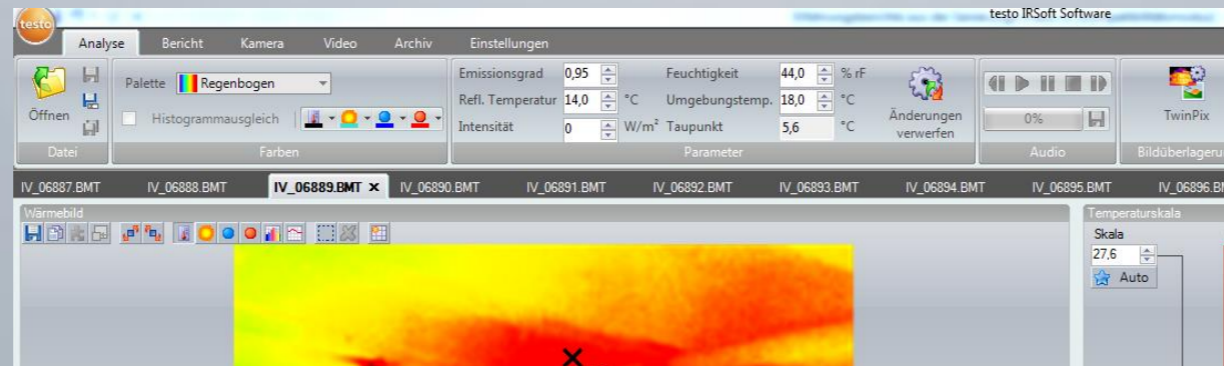 testo IRSoft Software
testo
Analyse Bericht Kamera Video Archiv Einstellungen
Öffnen
Palette Regenbogen
Histogrammausgleich
Emissionsgrad 0,95 Feuchtigkeit 44,0 % rF
Refl. Temperatur 14,0 °C Umgebungstemp. 18,0 °C
Intensität 0 W/m² Taupunkt 5,6 °C
Änderungen
verwerfen
0%
TwinPix
Datei Farben Parameter Audio Bildüberlageru
IV_06887.BMT IV_06888.BMT IV_06889.BMT × IV_06890.BMT IV_06891.BMT IV_06892.BMT IV_06893.BMT IV_06894.BMT IV_06895.BMT IV_06896.B
Wärmebild Temperaturskala
Skala
27,6
Auto